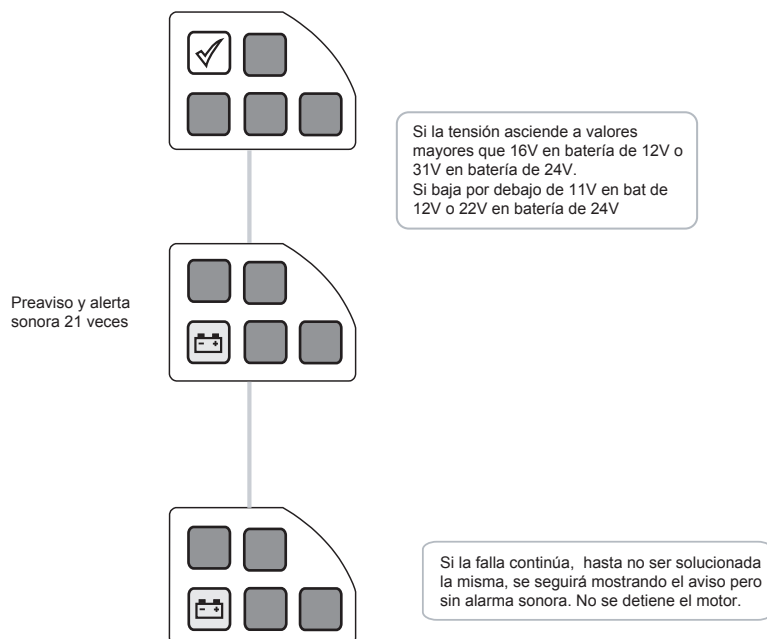 Si la tensión asciende a valores
mayores que 16V en batería de 12V o
31V en batería de 24V.
Si baja por debajo de 11V en bat de
12V o 22V en batería de 24V
Preaviso y alerta
sonora 21 veces
Si la falla continúa, hasta no ser solucionada
la misma, se seguirá mostrando el aviso pero
sin alarma sonora. No se detiene el motor.